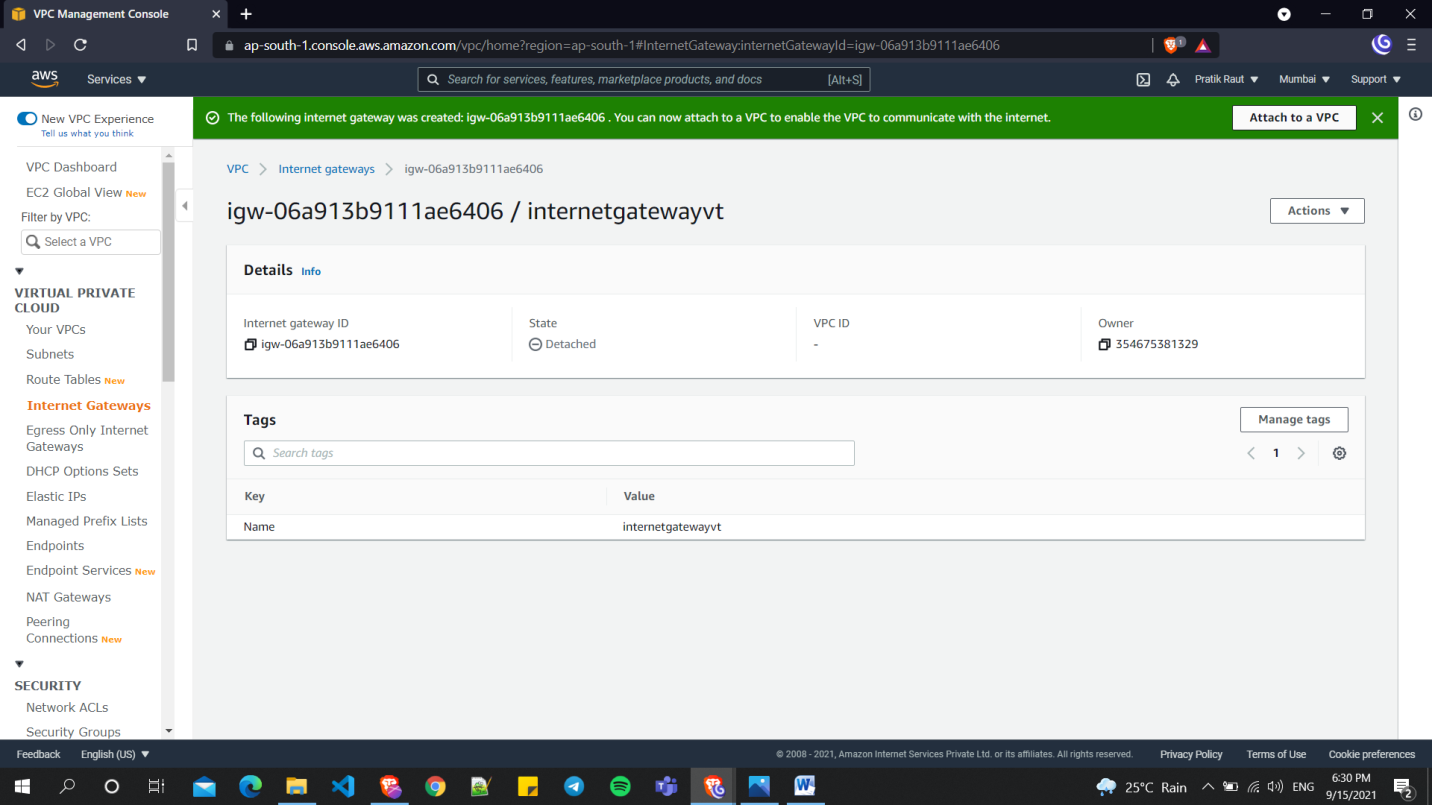 VPC Management Console
ap-south-1.console.aws.amazon.com/vpc/home?region=ap-south-1#InternetGateway:internetGatewayId=igw-06a913b9111ae6406
1
aws
Services
Search for services, features, marketplace products, and docs
[Alt+S]
Pratik Raut
Mumbai
Support
New VPC Experience
Tell us what you think
The following internet gateway was created: igw-06a913b9111ae6406 . You can now attach to a VPC to enable the VPC to communicate with the internet.
Attach to a VPC
VPC Dashboard
EC2 Global View New
Filter by VPC:
Select a VPC
VIRTUAL PRIVATE
CLOUD
Your VPCs
Subnets
Route Tables New
Internet Gateways
Egress Only Internet
Gateways
DHCP Options Sets
Elastic IPs
Managed Prefix Lists
Endpoints
Endpoint Services New
NAT Gateways
Peering
Connections New
SECURITY
Network ACLs
Security Groups
VPC
Internet gateways
igw-06a913b9111ae6406
igw-06a913b9111ae6406 / internetgatewayvt
Actions
Details Info
Internet gateway ID
igw-06a913b9111ae6406
State
Detached
VPC ID
-
Owner
354675381329
Tags
Manage tags
Search tags
1
Key
Value
Name
internetgatewayvt
Feedback
English (US)
© 2008 - 2021, Amazon Internet Services Private Ltd. or its affiliates. All rights reserved.
Privacy Policy
Terms of Use
Cookie preferences
25°C Rain
ENG
6:30 PM
9/15/2021
2